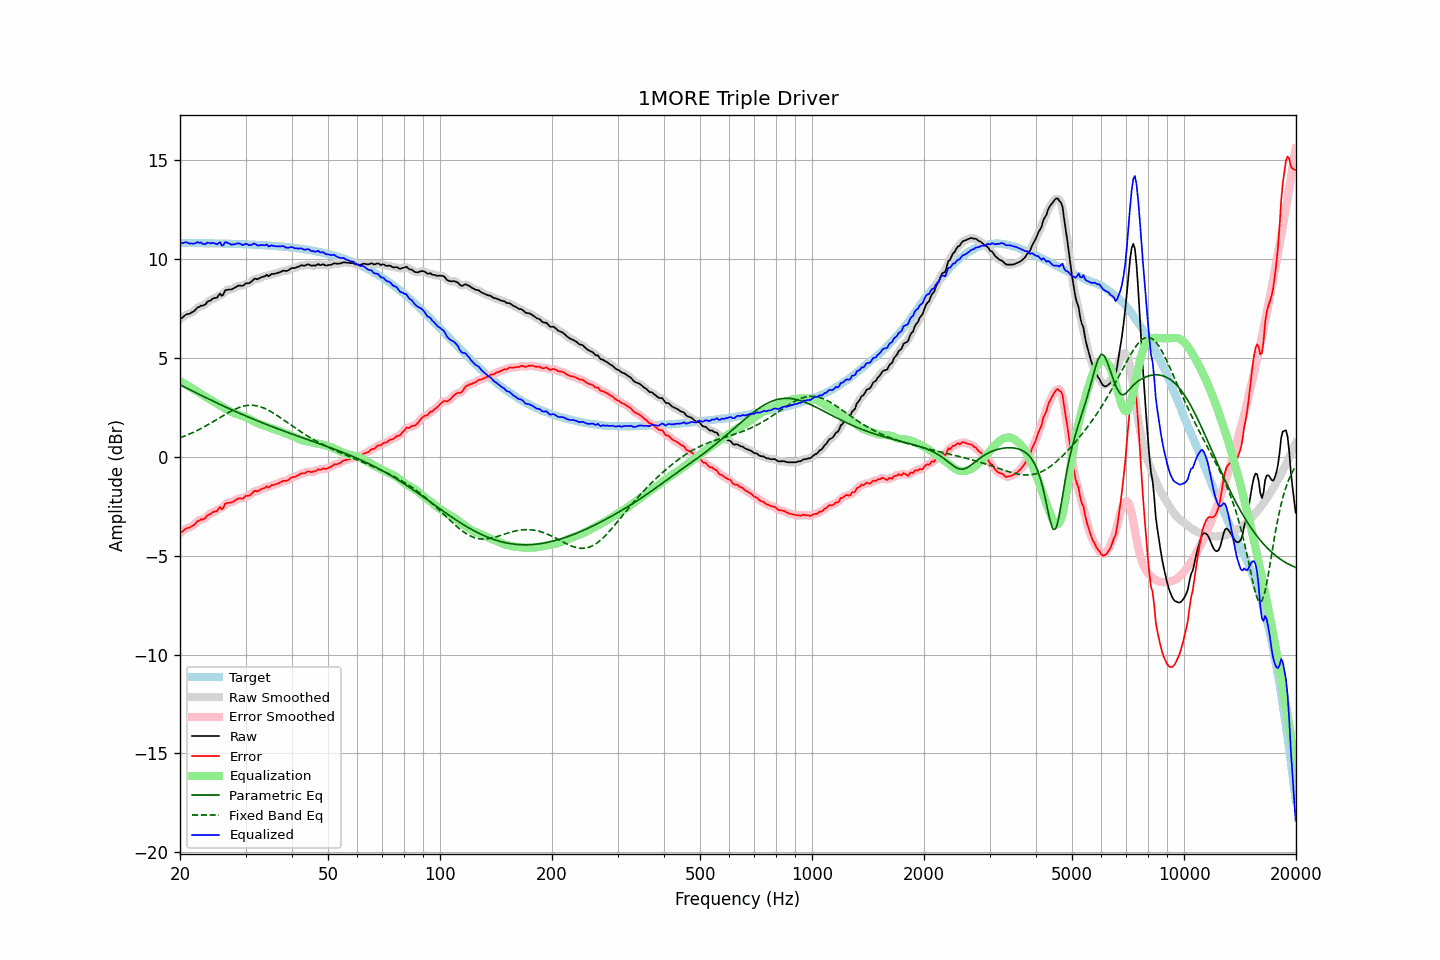 1MORE Triple Driver
Amplitude (dBr)
15
10
5
0
−5
−10
−15
−20
Target
Raw Smoothed
Error Smoothed
Raw
Error
Equalization
Parametric Eq
Fixed Band Eq
Equalized
20 50 100 200 500 1000 2000 5000 10000 20000
Frequency (Hz)